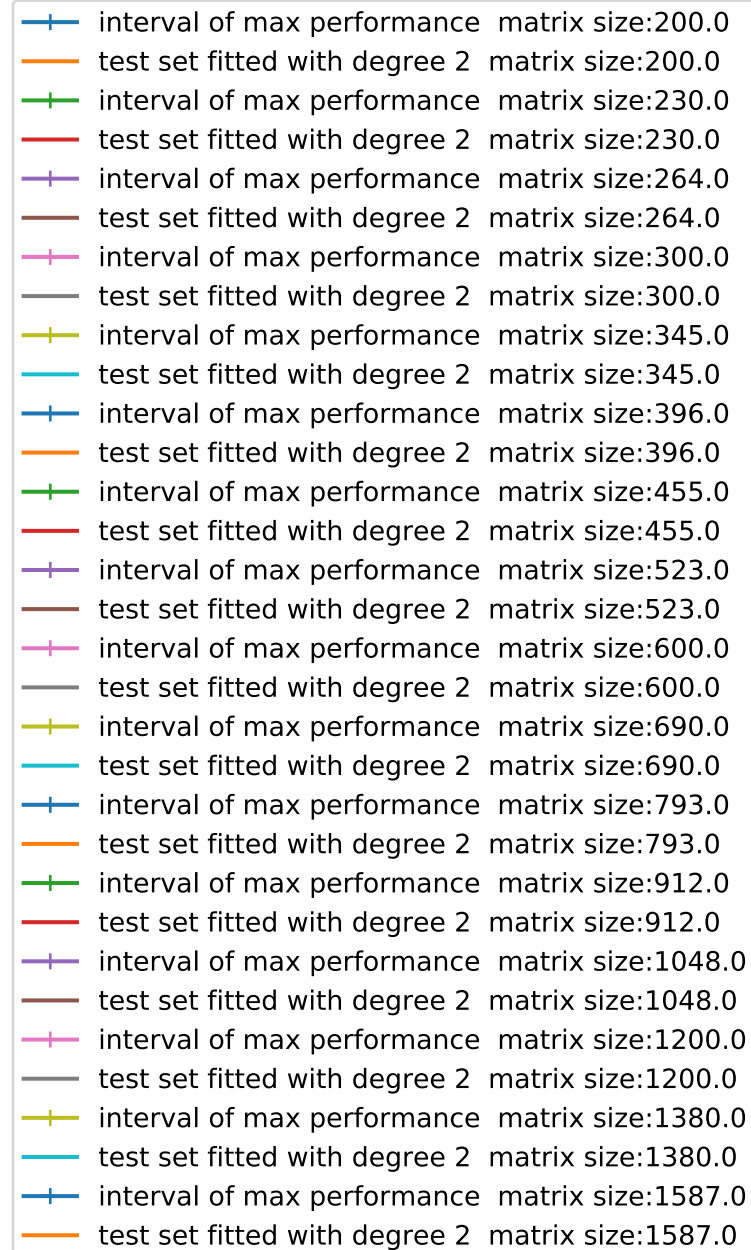 interval of max performance  matrix size:200.0
test set fitted with degree 2  matrix size:200.0
interval of max performance  matrix size:230.0
test set fitted with degree 2  matrix size:230.0
interval of max performance  matrix size:264.0
test set fitted with degree 2  matrix size:264.0
interval of max performance  matrix size:300.0
test set fitted with degree 2  matrix size:300.0
interval of max performance  matrix size:345.0
test set fitted with degree 2  matrix size:345.0
interval of max performance  matrix size:396.0
test set fitted with degree 2  matrix size:396.0
interval of max performance  matrix size:455.0
test set fitted with degree 2  matrix size:455.0
interval of max performance  matrix size:523.0
test set fitted with degree 2  matrix size:523.0
interval of max performance  matrix size:600.0
test set fitted with degree 2  matrix size:600.0
interval of max performance  matrix size:690.0
test set fitted with degree 2  matrix size:690.0
interval of max performance  matrix size:793.0
test set fitted with degree 2  matrix size:793.0
interval of max performance  matrix size:912.0
test set fitted with degree 2  matrix size:912.0
interval of max performance  matrix size:1048.0
test set fitted with degree 2  matrix size:1048.0
interval of max performance  matrix size:1200.0
test set fitted with degree 2  matrix size:1200.0
interval of max performance  matrix size:1380.0
test set fitted with degree 2  matrix size:1380.0
interval of max performance  matrix size:1587.0
test set fitted with degree 2  matrix size:1587.0